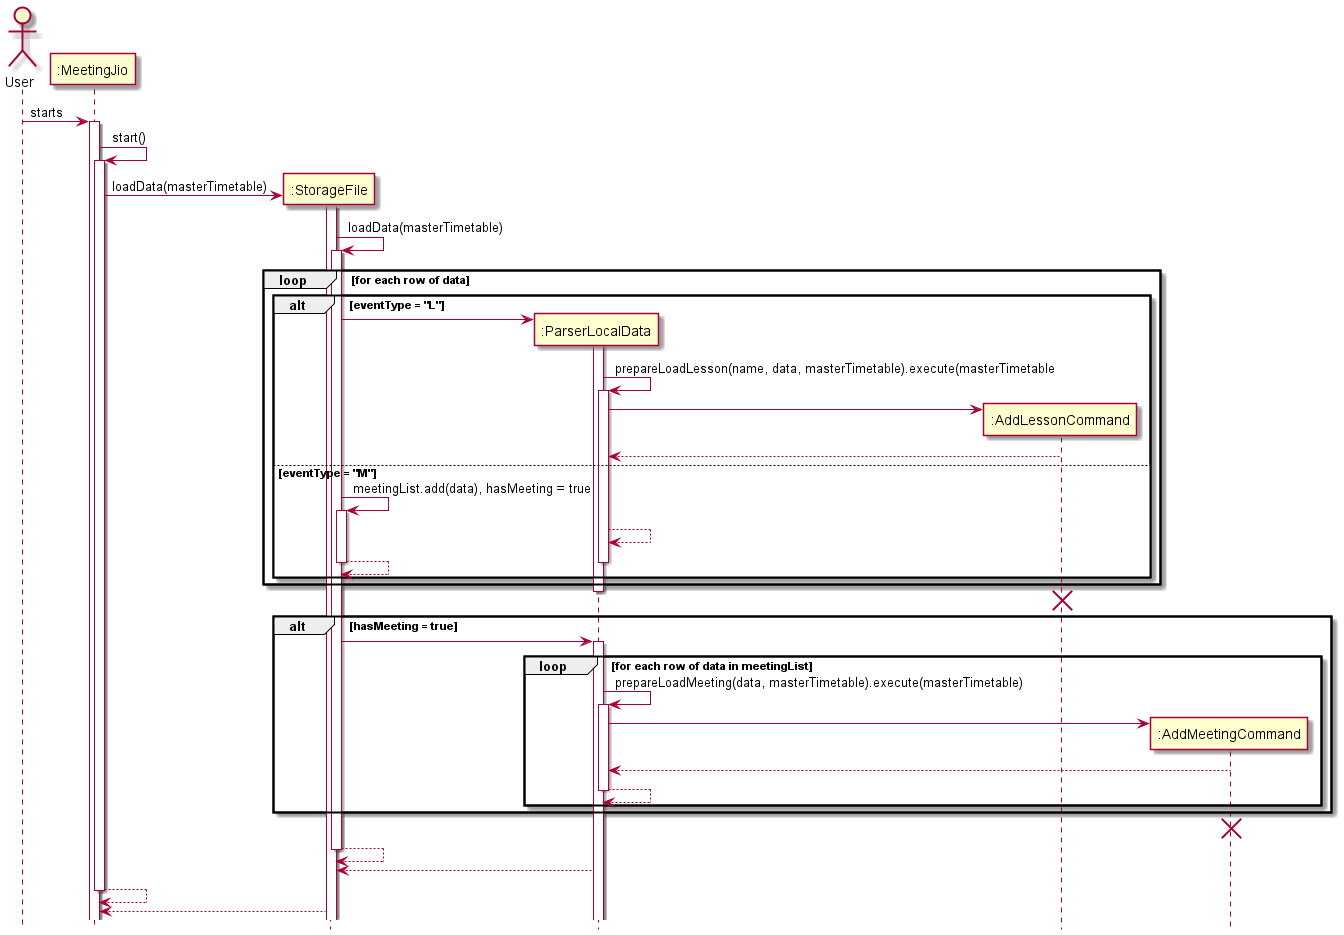 User
:MeetingJio
starts
start()
loadData(masterTimetable)
:StorageFile
loadData(masterTimetable)
loop
[for each row of data]
alt
[eventType = "L"]
:ParserLocalData
prepareLoadLesson(name, data, masterTimetable).execute(masterTimetable
:AddLessonCommand
[eventType = "M"]
meetingList.add(data), hasMeeting = true
alt
[hasMeeting = true]
loop
[for each row of data in meetingList]
prepareLoadMeeting(data, masterTimetable).execute(masterTimetable)
:AddMeetingCommand